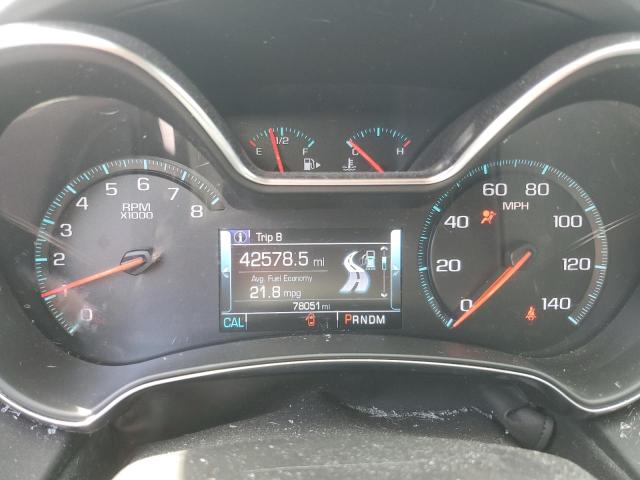 1/2
E F
C H
5 6 7
4 8
3
2
1
0
RPM
X1000
Trip B
42578.5 mi
Avg. Fuel Economy
21.8 mpg
78051 mi
CAL PRNDM
60 80
MPH
40 100
20 120
0 140